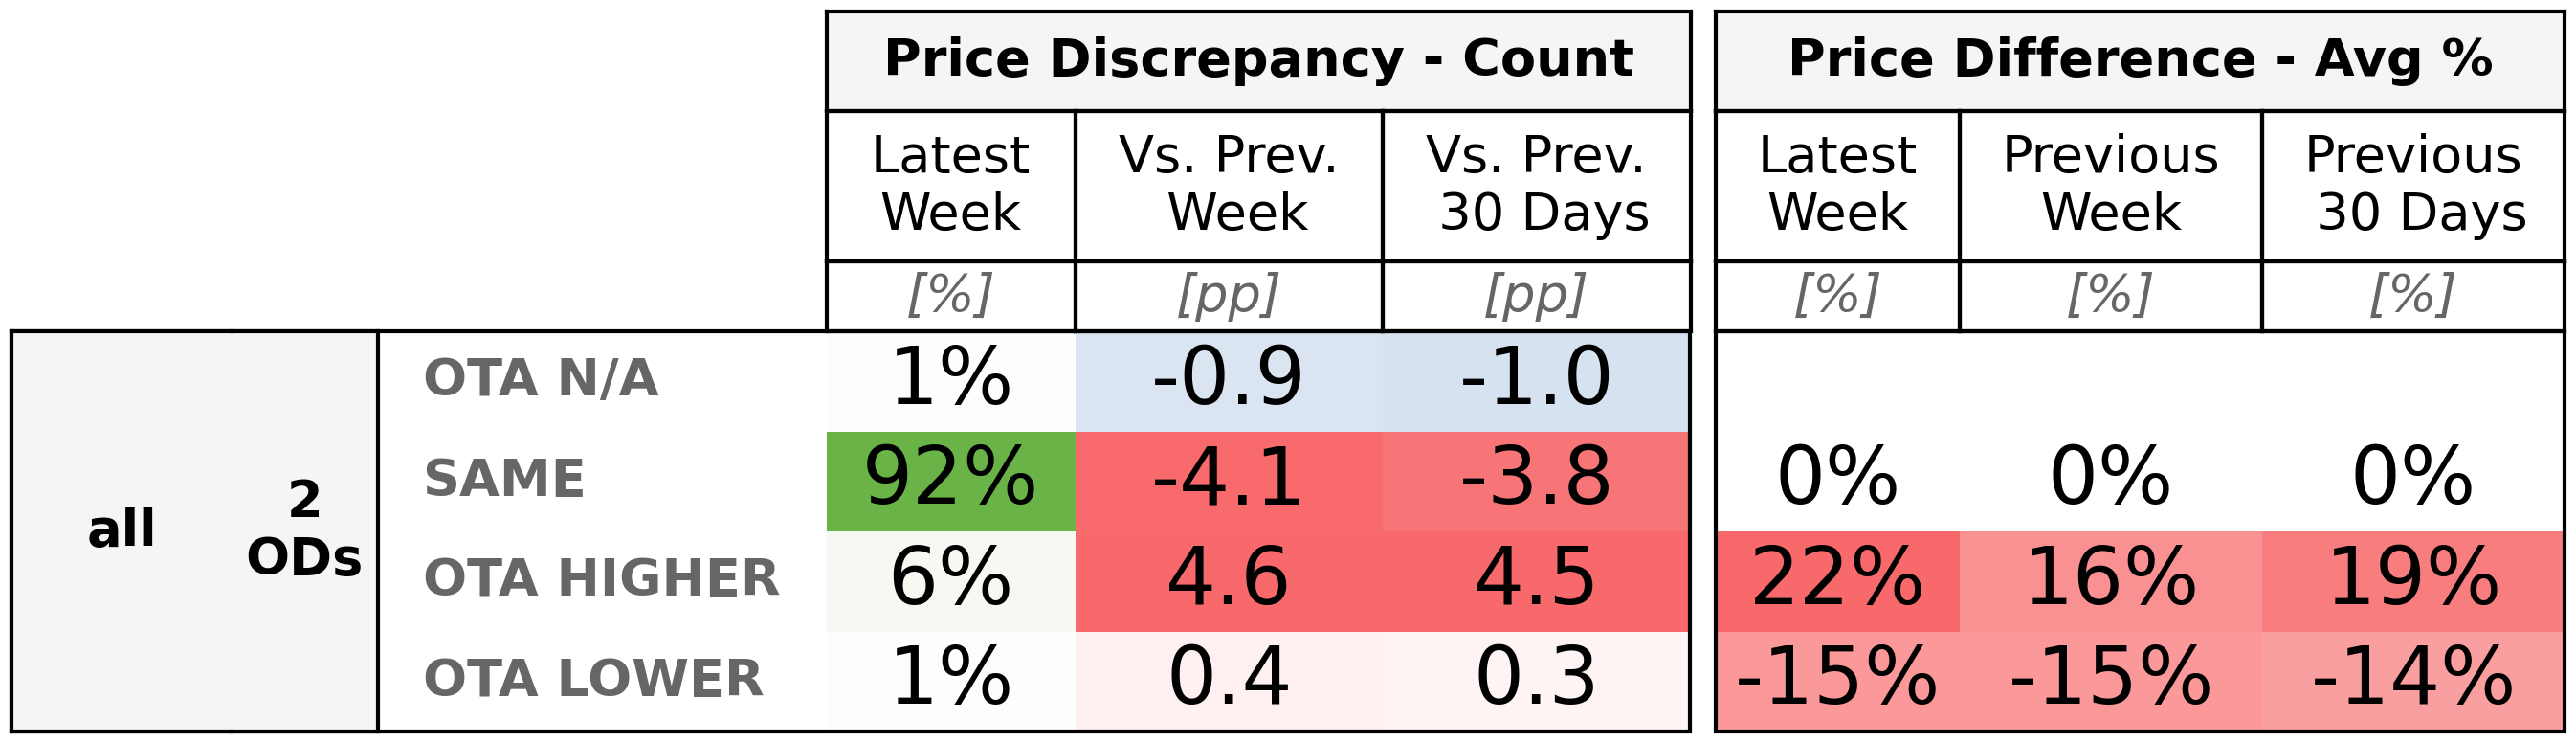 Price Discrepancy - Count Price Difference - Avg %
Latest Week Vs. Prev. Week Vs. Prev. 30 Days Latest Week Previous Week Previous 30 Days
[%] [pp] [pp] [%] [%] [%]
all 2 ODs
OTA N/A 1% -0.9 -1.0
SAME 92% -4.1 -3.8 0% 0% 0%
OTA HIGHER 6% 4.6 4.5 22% 16% 19%
OTA LOWER 1% 0.4 0.3 -15% -15% -14%